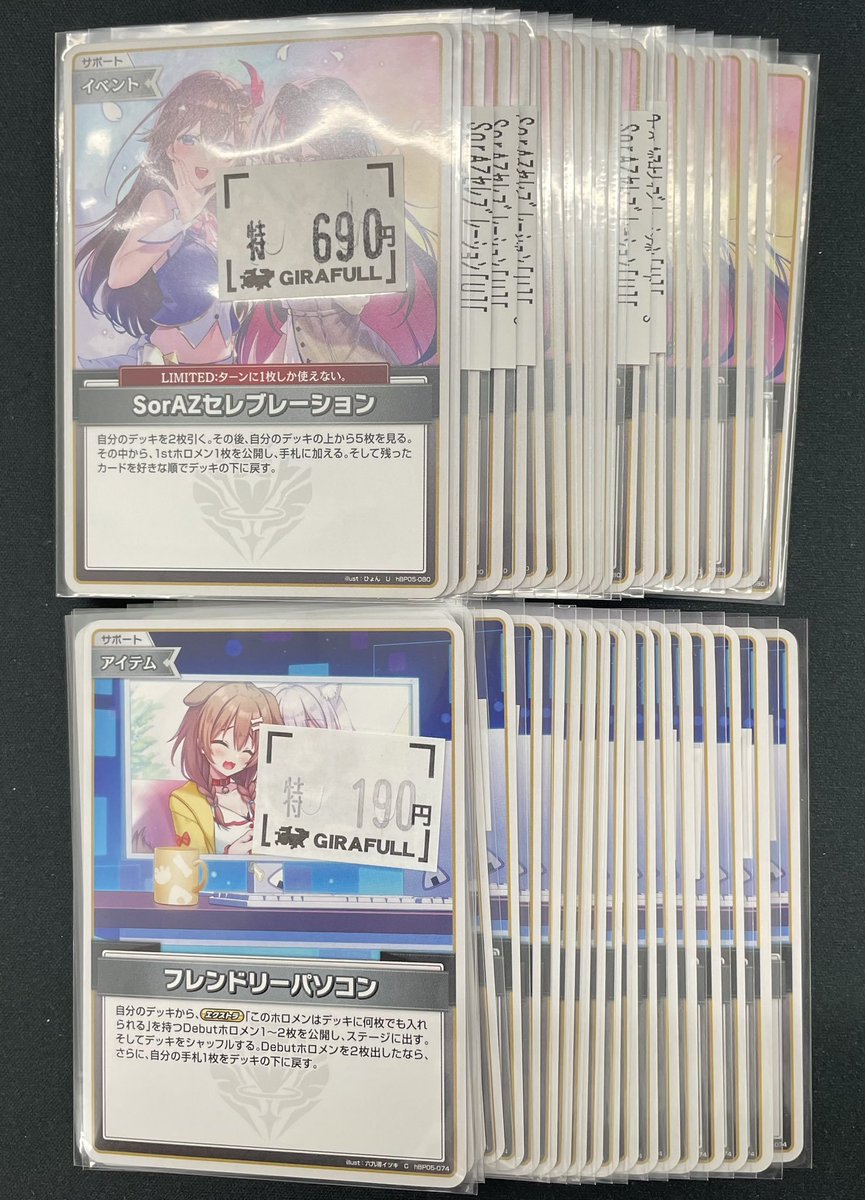 サポート
イベント
特 690円
GIRAFULL
LIMITED:ターンに1枚しか使えない。
SorAZセレブレーション
自分のデッキを2枚引く。その後、自分のデッキの上から5枚を見る。
その中から、1stホロメン1枚を公開し、手札に加える。そして残った
カードを好きな順でデッキの下に戻す。
illust:ひょん U hBP05-080
サポート
アイテム
特 190円
GIRAFULL
フレンドリーパソコン
自分のデッキから、エクストラ「このホロメンはデッキに何枚でも入れ
られる」を持つDebutホロメン1〜2枚を公開し、ステージに出す。
そしてデッキをシャッフルする。Debutホロメンを2枚出したなら、
さらに、自分の手札1枚をデッキの下に戻す。
C hBP05-074